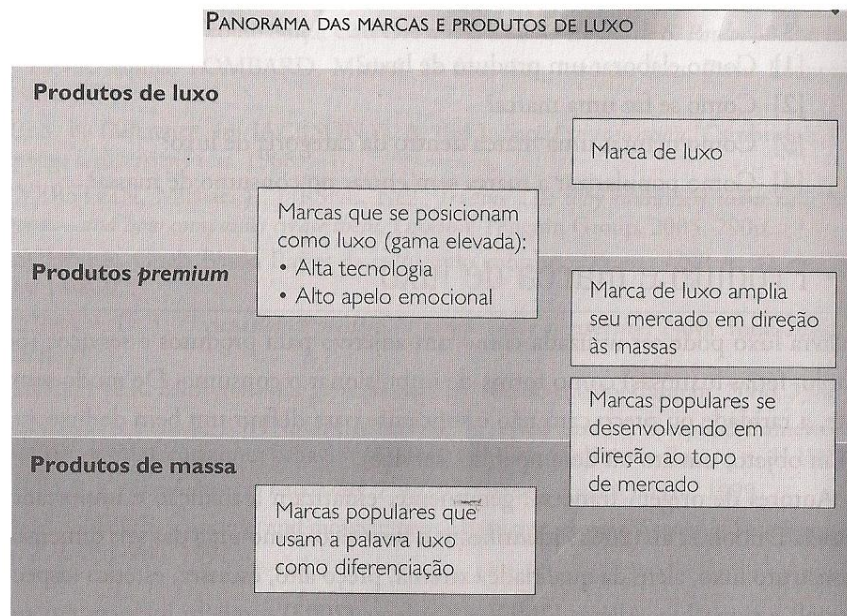 PANORAMA DAS MARCAS E PRODUTOS DE LUXO
Produtos de luxo
Marca de luxo
Marcas que se posicionam
como luxo (gama elevada):
• Alta tecnologia
• Alto apelo emocional
Produtos premium
Marca de luxo amplia
seu mercado em direção
às massas
Marcas populares se
desenvolvendo em
direção ao topo
de mercado
Produtos de massa
Marcas populares que
usam a palavra luxo
como diferenciação